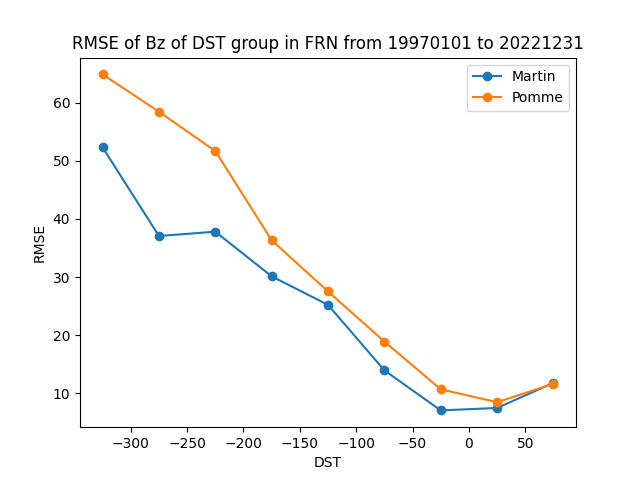 RMSE of Bz of DST group in FRN from 19970101 to 20221231
Martin
Pomme
60
50
40
30
20
10
RMSE
−300 −250 −200 −150 −100 −50 0 50
DST